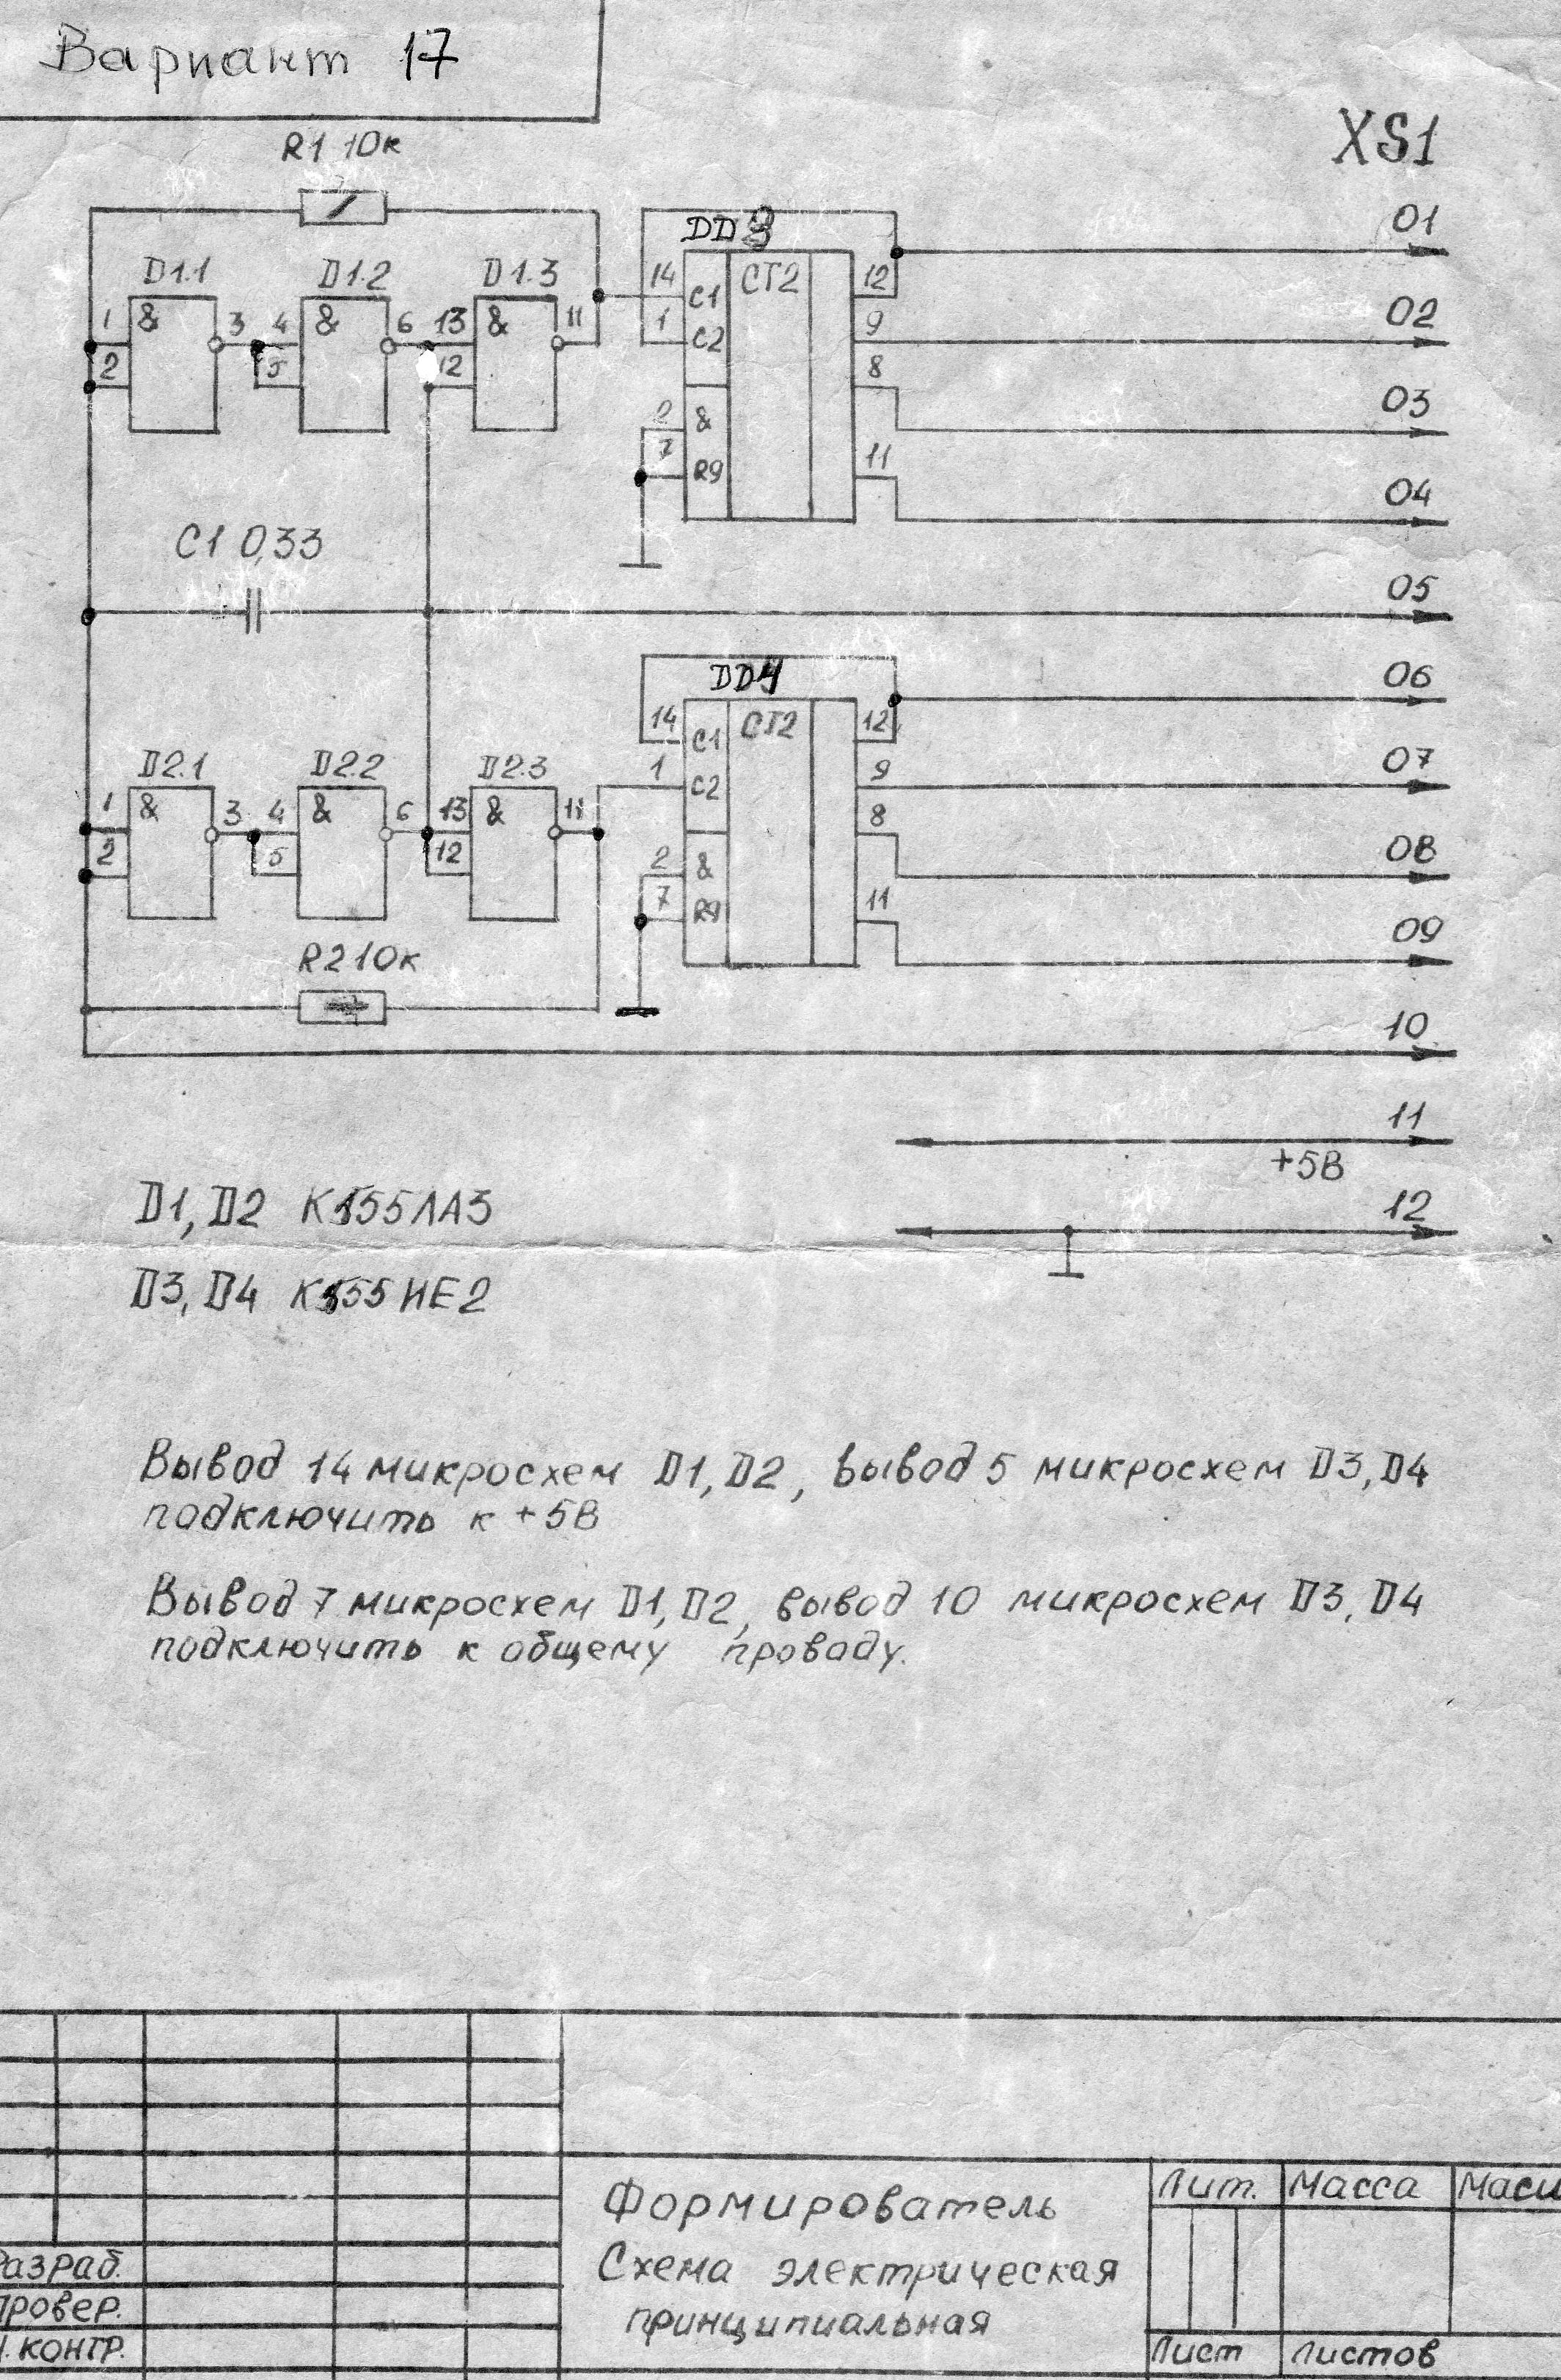 Вариант 17
XS1
R1 10к
D1.1 D1.2 D1.3
DD3
01
1 & 3 4 & 6 13 & 11
2 5 12
14 C1 CT2 12
1 C2 9
02
8
03
2 &
7 R9 11
04
C1 0,33
05
DD4
06
14 C1 CT2 12
D2.1 D2.2 D2.3
1 C2 9
07
1 & 3 4 & 6 13 & 11
2 5 12
8
08
2 &
7 R9 11
09
R2 10к
10
11
+5В
12
D1, D2 К155ЛА3
D3, D4 К155ИЕ2
Вывод 14 микросхем D1, D2, вывод 5 микросхем D3, D4
подключить к +5В
Вывод 7 микросхем D1, D2, вывод 10 микросхем D3, D4
подключить к общему проваду.
Формирователь
Схема электрическая
принципиальная
Лит. Масса Масш
Разраб.
Провер.
Н. контр.
Лист Листов